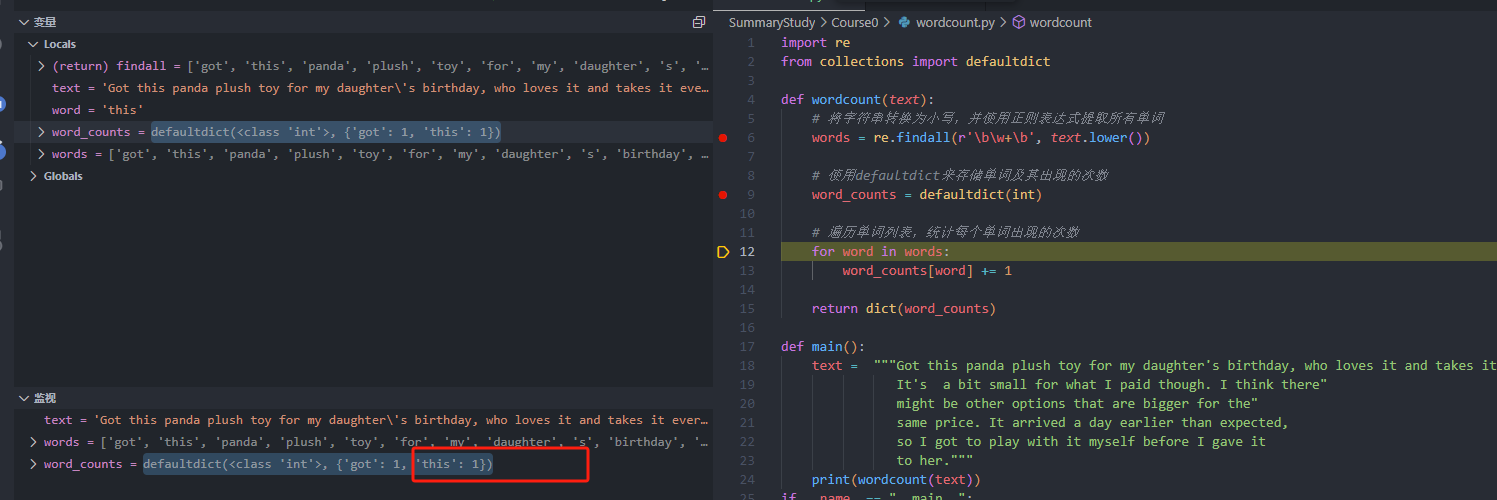 变量
Locals
(return) findall = ['got', 'this', 'panda', 'plush', 'toy', 'for', 'my', 'daughter', 's', '…
text = 'Got this panda plush toy for my daughter\'s birthday, who loves it and takes it eve…
word = 'this'
word_counts = defaultdict(<class 'int'>, {'got': 1, 'this': 1})
words = ['got', 'this', 'panda', 'plush', 'toy', 'for', 'my', 'daughter', 's', 'birthday', …
Globals
监视
text = 'Got this panda plush toy for my daughter\'s birthday, who loves it and takes it ever…
words = ['got', 'this', 'panda', 'plush', 'toy', 'for', 'my', 'daughter', 's', 'birthday', '…
word_counts = defaultdict(<class 'int'>, {'got': 1, 'this': 1})
SummaryStudy > Course0 > wordcount.py > wordcount
1 import re
2 from collections import defaultdict
3
4 def wordcount(text):
5 # 将字符串转换为小写，并使用正则表达式提取所有单词
6 words = re.findall(r'\b\w+\b', text.lower())
7
8 # 使用defaultdict来存储单词及其出现的次数
9 word_counts = defaultdict(int)
10
11 # 遍历单词列表，统计每个单词出现的次数
12 for word in words:
13 word_counts[word] += 1
14
15 return dict(word_counts)
16
17 def main():
18 text = """Got this panda plush toy for my daughter's birthday, who loves it and takes it
19 It's a bit small for what I paid though. I think there"
20 might be other options that are bigger for the"
21 same price. It arrived a day earlier than expected,
22 so I got to play with it myself before I gave it
23 to her."""
24 print(wordcount(text))